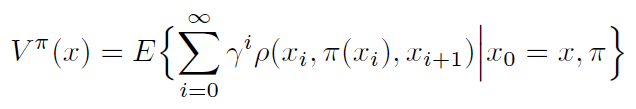 V^π(x) = E{∑_{i=0}^{∞} γ^i ρ(x_i, π(x_i), x_{i+1}) | x_0 = x, π}